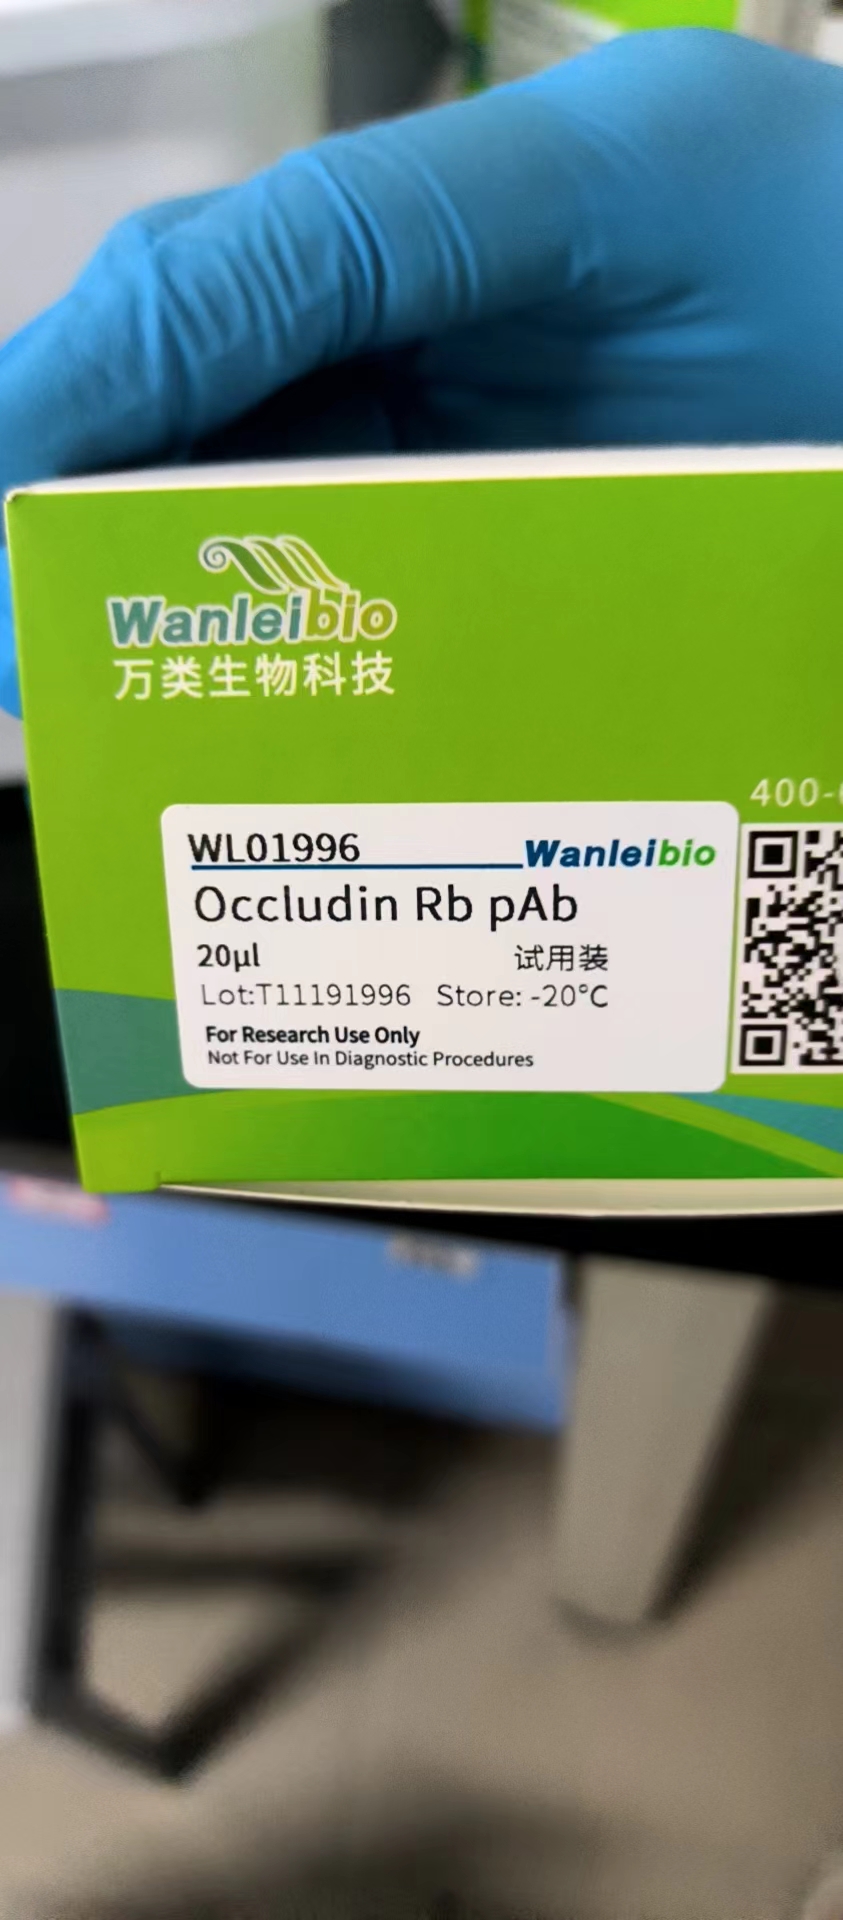 Wanleibio
万类生物科技
400-
WL01996 Wanleibio
Occludin Rb pAb
20μl 试用装
Lot:T11191996 Store: -20°C
For Research Use Only
Not For Use In Diagnostic Procedures